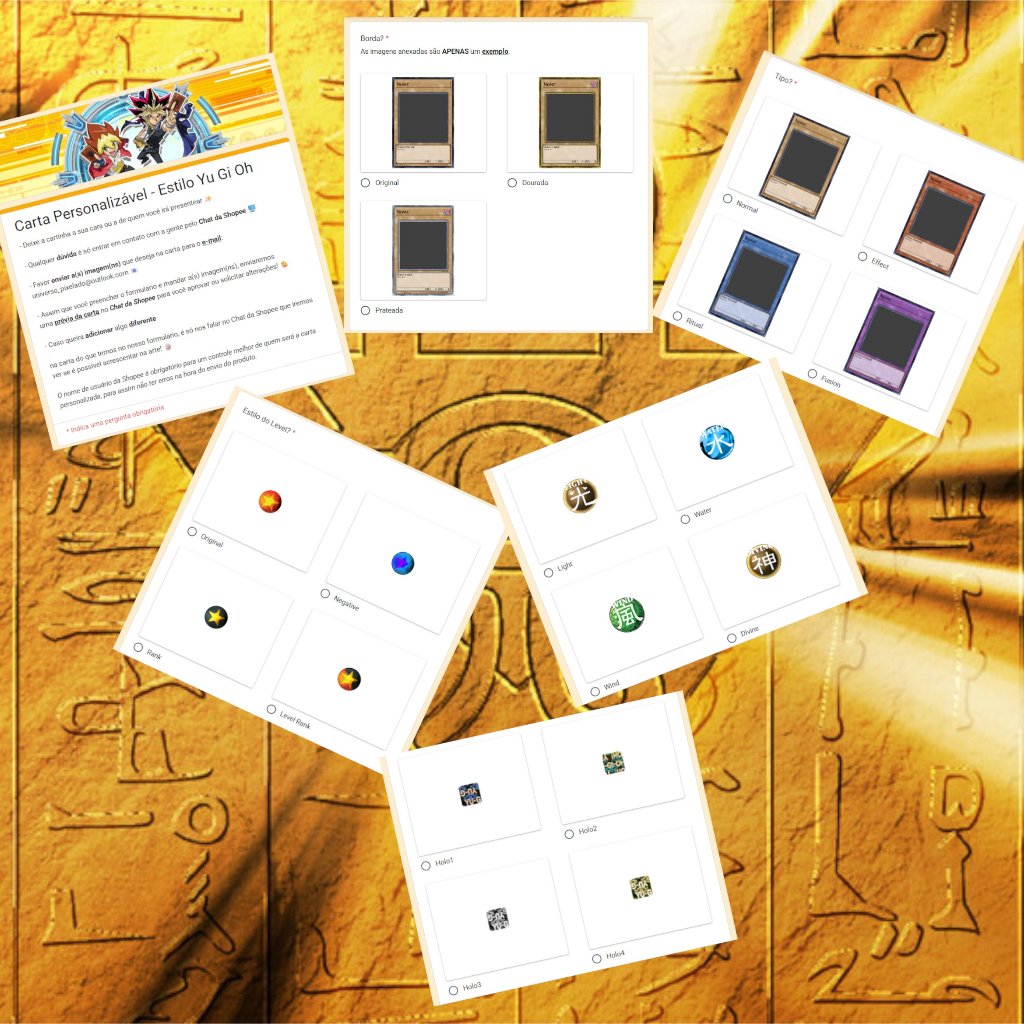 Carta Personalizável - Estilo Yu Gi Oh
- Deixe a cartinha a sua cara ou a de quem você irá presentear
- Qualquer dúvida é só entrar em contato com a gente pelo Chat da Shopee
- Favor enviar a(s) imagem(ns) que deseja na carta para o e-mail:
universo_pixelado@outlook.com
- Assim que você preencher o formulário e mandar a(s) imagem(ns), enviaremos
uma prévia da carta no Chat da Shopee para você aprovar ou solicitar alterações!
- Caso queira adicionar algo diferente
na carta do que temos no nosso formulário, é só nos falar no Chat da Shopee que iremos
ver se é possível acrescentar na arte!
O nome de usuário da Shopee é obrigatório para um controle melhor de quem será a carta
personalizada, para assim não ter erros na hora do envio do produto.
* Indica uma pergunta obrigatória
Borda? *
As imagens anexadas são APENAS um exemplo.
Original
Dourada
Prateada
Tipo? *
Normal
Effect
Ritual
Fusion
Estilo do Level? *
Original
Negative
Rank
Level Rank
光
水
Light
Water
風
神
Wind
Divine
Holo1
Holo2
Holo3
Holo4